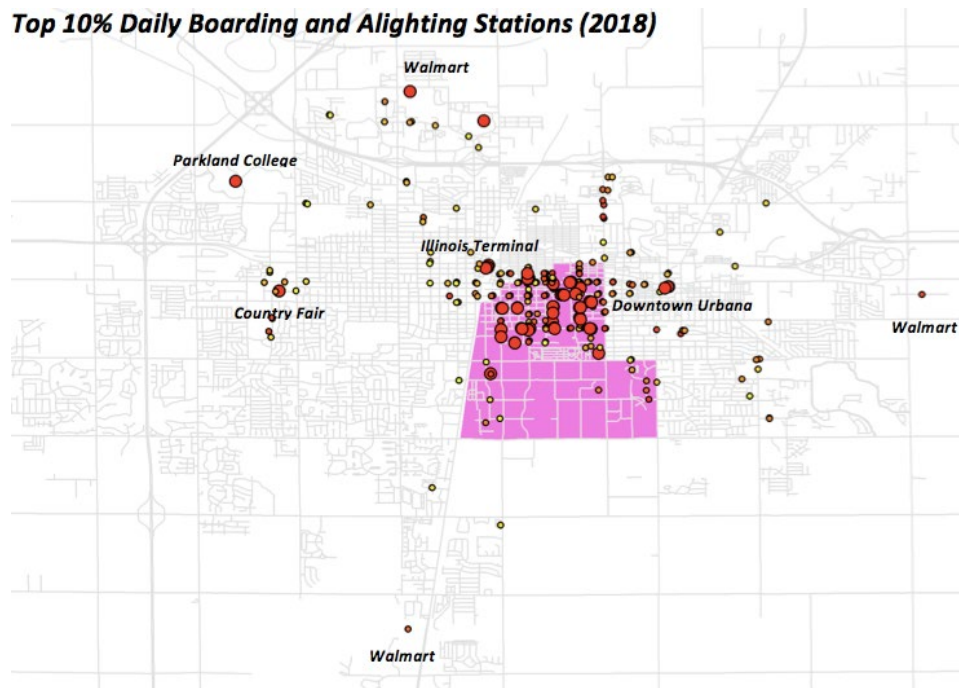 Top 10% Daily Boarding and Alighting Stations (2018)
Walmart
Parkland College
Illinois Terminal
Country Fair
Downtown Urbana
Walmart
Walmart